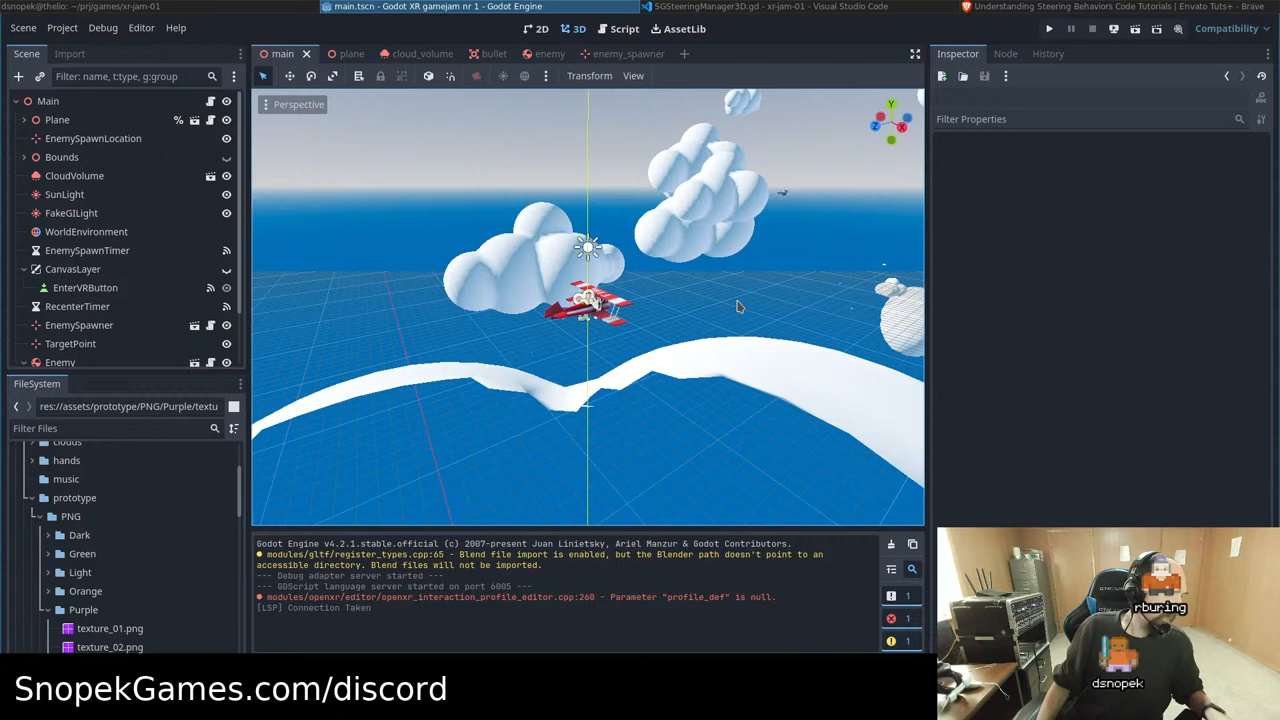 dsnopek@thelio: ~/prj/games/xr-jam-01
main.tscn - Godot XR gamejam nr 1 - Godot Engine
SGSteeringManager3D.gd - xr-jam-01 - Visual Studio Code
Understanding Steering Behaviors Code Tutorials | Envato Tuts+ - Brave
Scene Project Debug Editor Help
2D 3D Script AssetLib
Compatibility
Scene Import
main plane cloud_volume bullet enemy enemy_spawner
Inspector Node History
Filter: name, t:type, g:group
Transform View
Main
Plane
EnemySpawnLocation
Bounds
CloudVolume
SunLight
FakeGILight
WorldEnvironment
EnemySpawnTimer
CanvasLayer
EnterVRButton
RecenterTimer
EnemySpawner
TargetPoint
Enemy
Perspective
Y
Z
X
Filter Properties
FileSystem
res://assets/prototype/PNG/Purple/textu
Filter Files
clouds
hands
music
prototype
PNG
Dark
Green
Light
Orange
Purple
texture_01.png
texture_02.png
Godot Engine v4.2.1.stable.official (c) 2007-present Juan Linietsky, Ariel Manzur & Godot Contributors.
modules/gltf/register_types.cpp:65 - Blend file import is enabled, but the Blender path doesn't point to an
accessible directory. Blend files will not be imported.
--- Debug adapter server started ---
--- GDScript language server started on port 6005 ---
modules/openxr/editor/openxr_interaction_profile_editor.cpp:260 - Parameter "profile_def" is null.
[LSP] Connection Taken
1
1
1
rburing
dsnopek
SnopekGames.com/discord